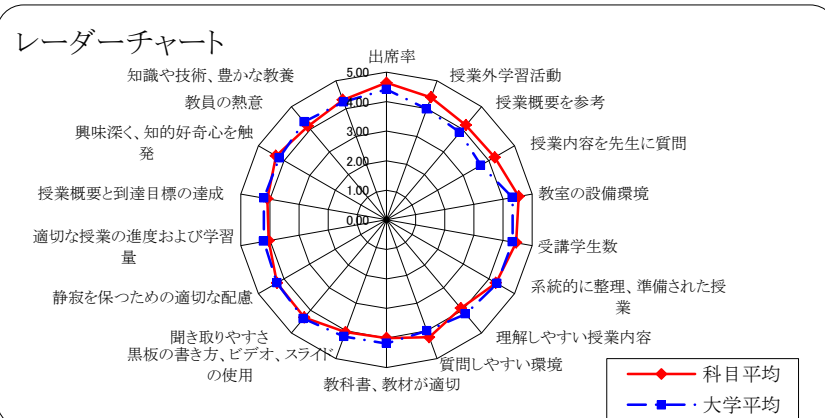 レーダーチャート
出席率
授業外学習活動
授業概要を参考
授業内容を先生に質問
教室の設備環境
受講学生数
系統的に整理、準備された授
業
理解しやすい授業内容
質問しやすい環境
教科書、教材が適切
黒板の書き方、ビデオ、スライド
の使用
聞き取りやすさ
静寂を保つための適切な配慮
適切な授業の進度および学習
量
授業概要と到達目標の達成
興味深く、知的好奇心を触
発
教員の熱意
知識や技術、豊かな教養
5.00
4.00
3.00
2.00
1.00
0.00
科目平均
大学平均